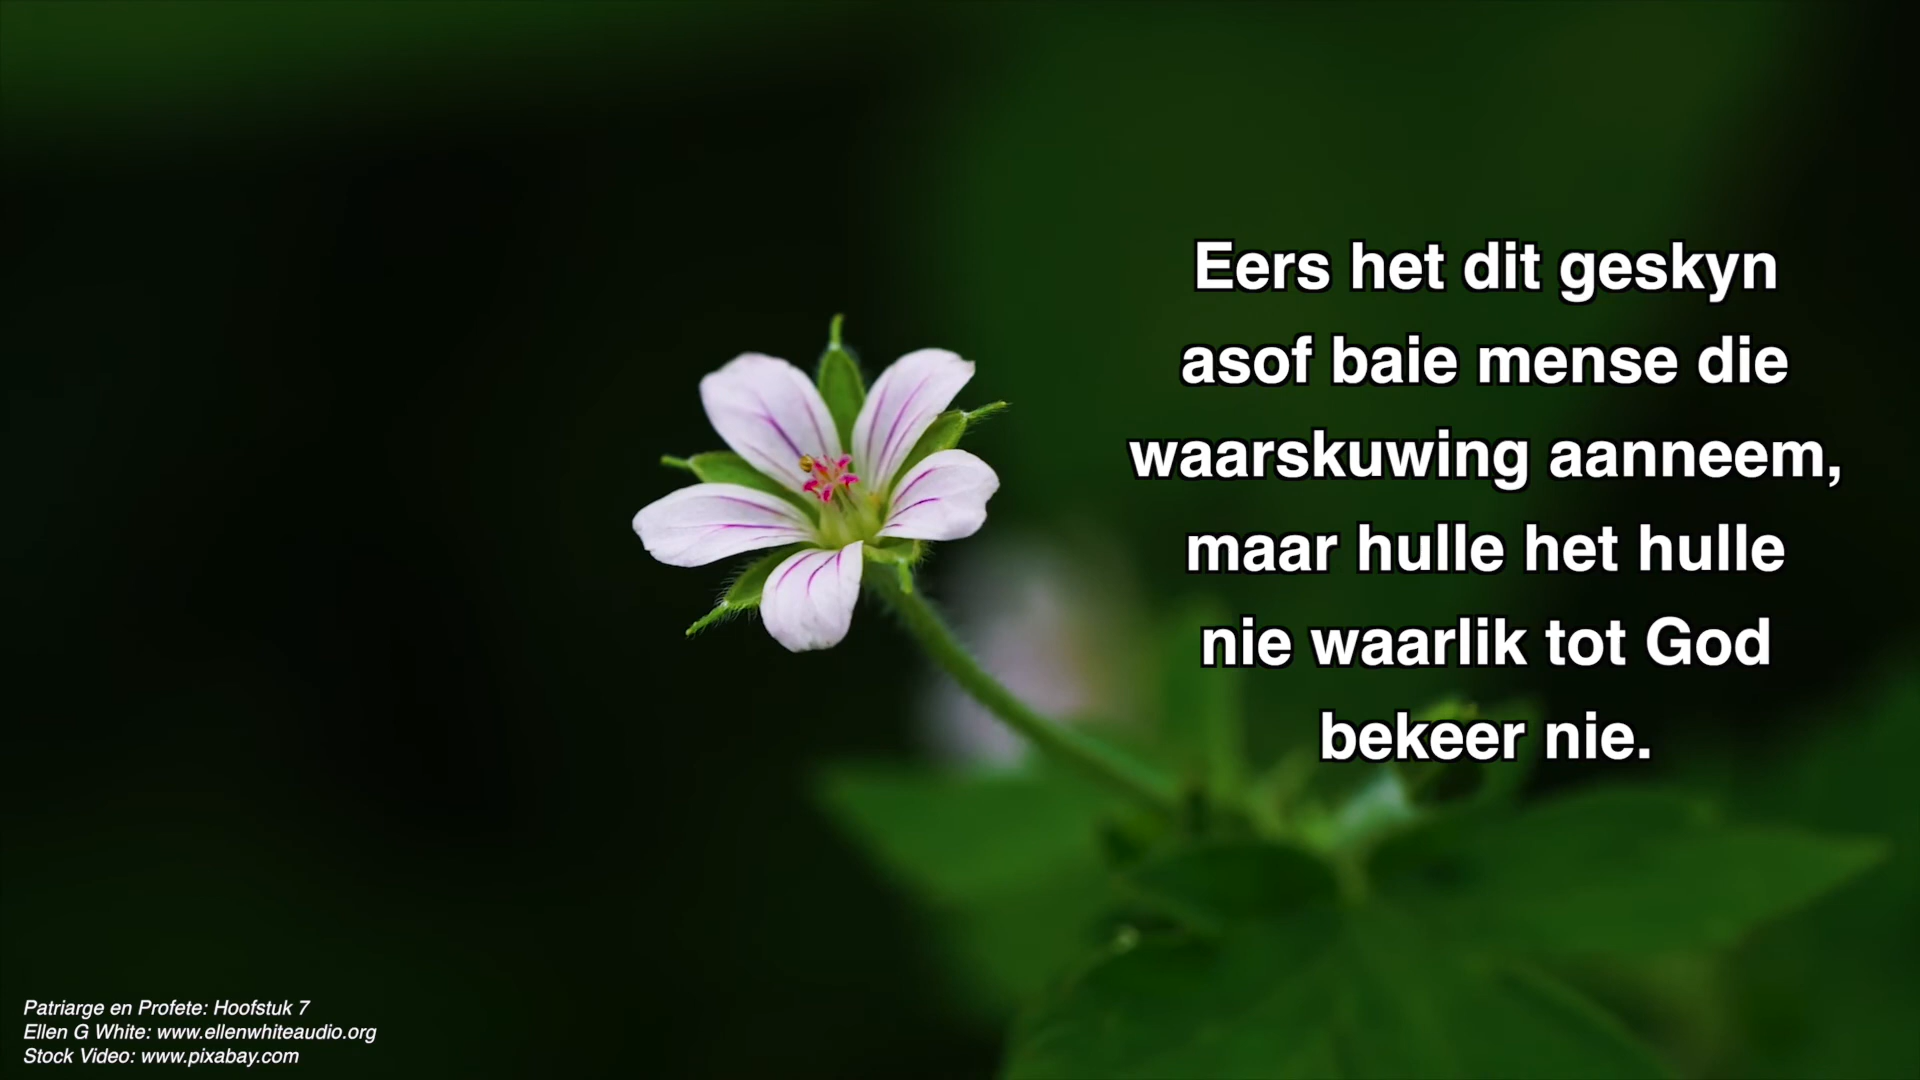 Eers het dit geskyn
asof baie mense die
waarskuwing aanneem,
maar hulle het hulle
nie waarlik tot God
bekeer nie.
Patriarge en Profete: Hoofstuk 7
Ellen G White: www.ellenwhiteaudio.org
Stock Video: www.pixabay.com